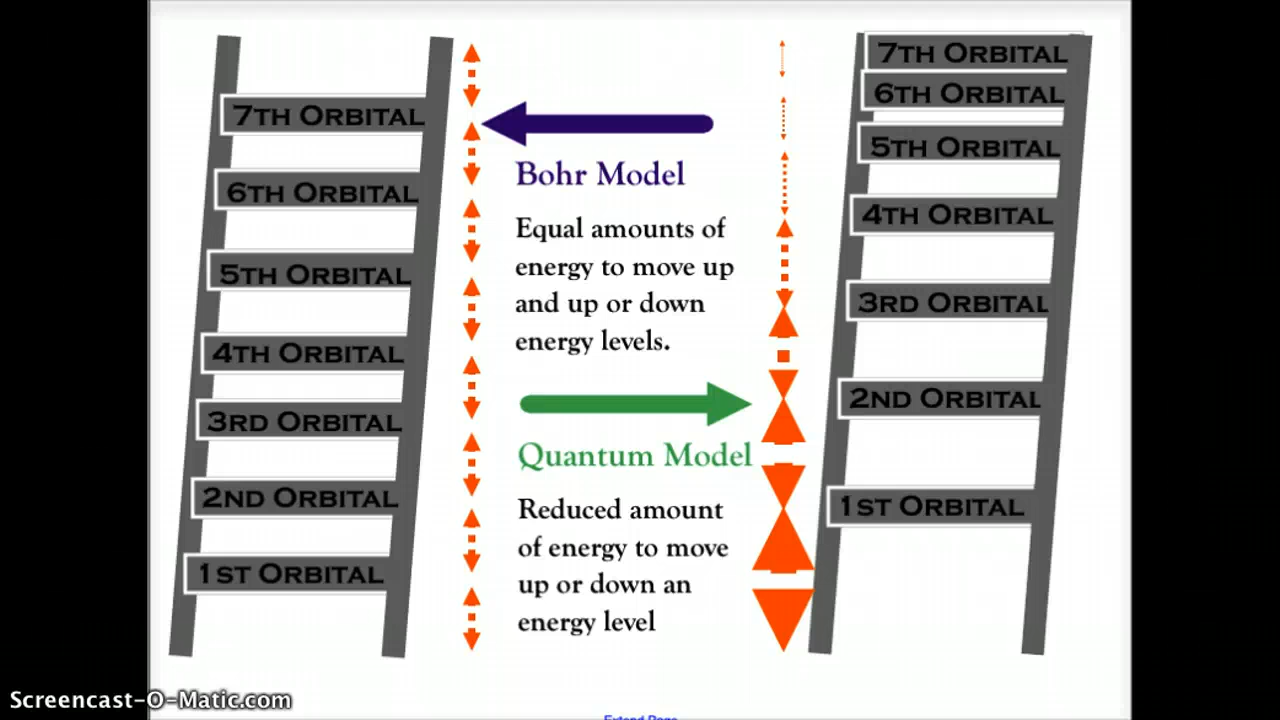 7TH ORBITAL
6TH ORBITAL
5TH ORBITAL
4TH ORBITAL
3RD ORBITAL
2ND ORBITAL
1ST ORBITAL
Bohr Model
Equal amounts of
energy to move up
and up or down
energy levels.
Quantum Model
Reduced amount
of energy to move
up or down an
energy level
7TH ORBITAL
6TH ORBITAL
5TH ORBITAL
4TH ORBITAL
3RD ORBITAL
2ND ORBITAL
1ST ORBITAL
Screencast-O-Matic.com
Extend Page